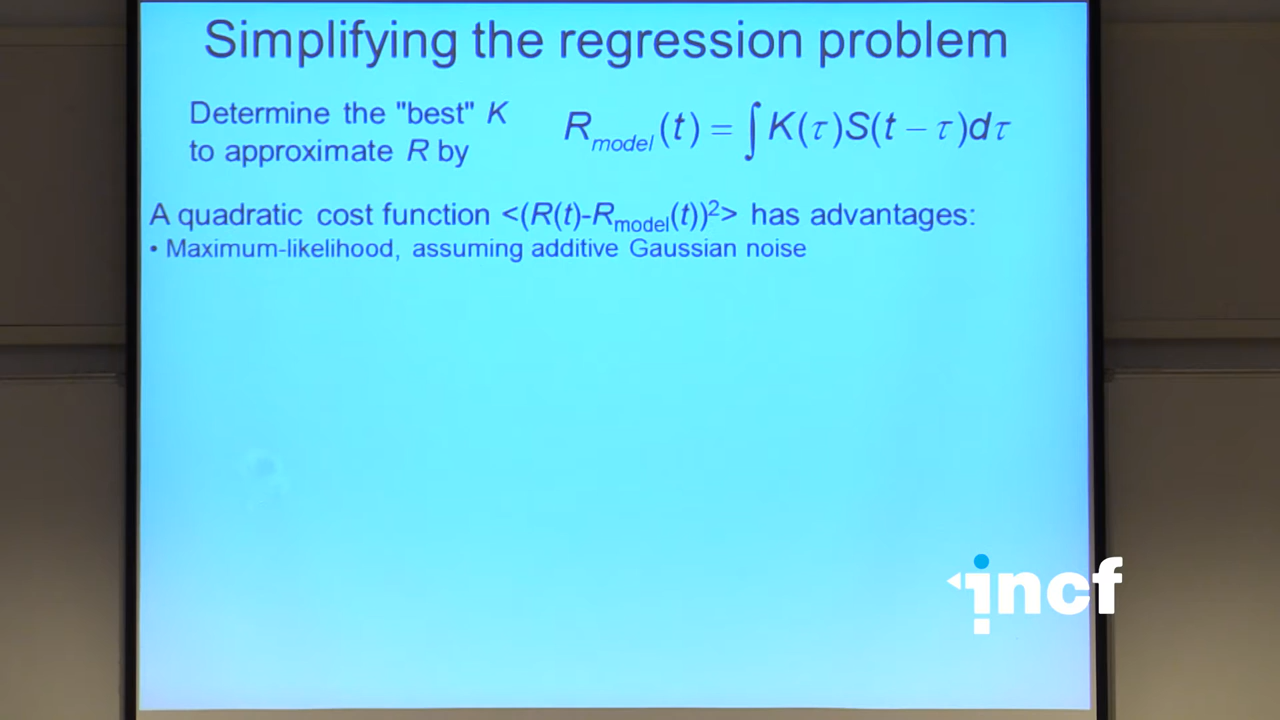 Simplifying the regression problem
Determine the "best" K
to approximate R by
R_model(t) = ∫ K(τ)S(t − τ)dτ
A quadratic cost function <(R(t)-R_model(t))²> has advantages:
• Maximum-likelihood, assuming additive Gaussian noise
incf